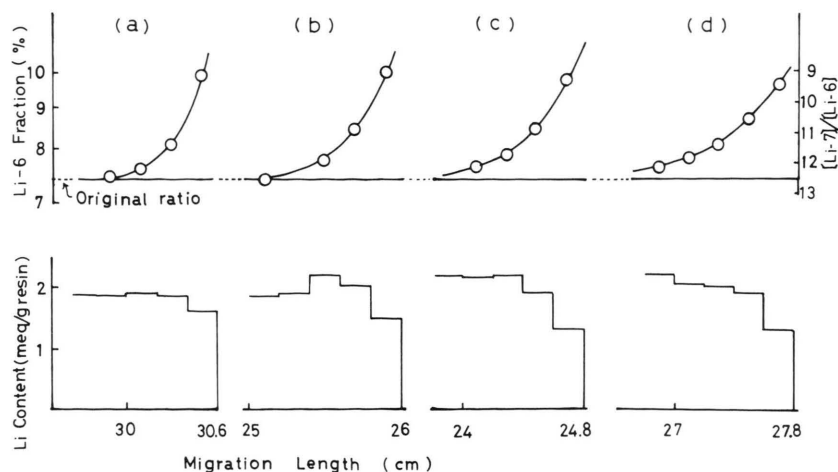 (a) (b) (c) (d)
Li-6 Fraction (%)
10
9
8
7
Original ratio
9
10
11
12
13
[Li-7]/[Li-6]
Li Content(meq/g resin)
2
1
30 30.6 25 26 24 24.8 27 27.8
Migration Length (cm)